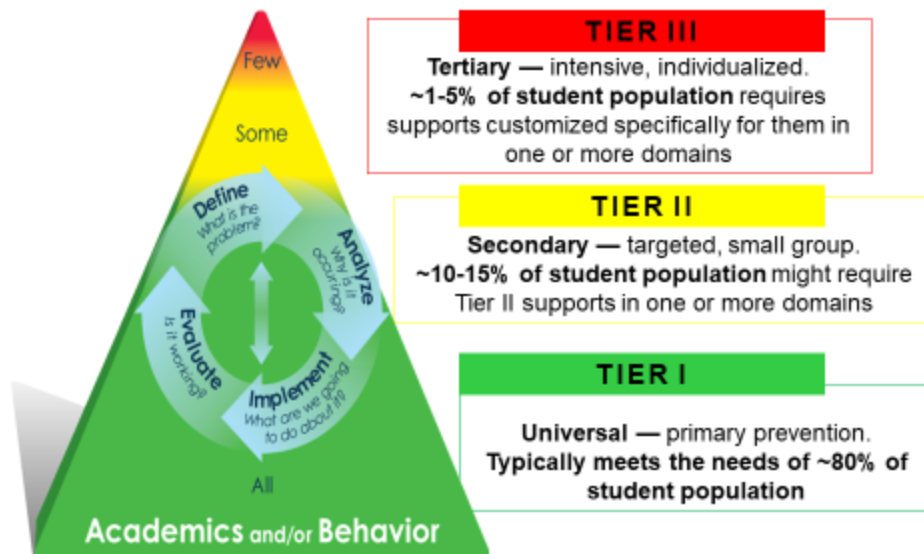 Few
Some
Define
What is the
problem?
Analyze
Why is it
occuring?
Implement
What are we going
to do about it?
Evaluate
Is it working?
All
Academics and/or Behavior
TIER III
Tertiary — intensive, individualized.
~1-5% of student population requires
supports customized specifically for them in
one or more domains
TIER II
Secondary — targeted, small group.
~10-15% of student population might require
Tier II supports in one or more domains
TIER I
Universal — primary prevention.
Typically meets the needs of ~80% of
student population